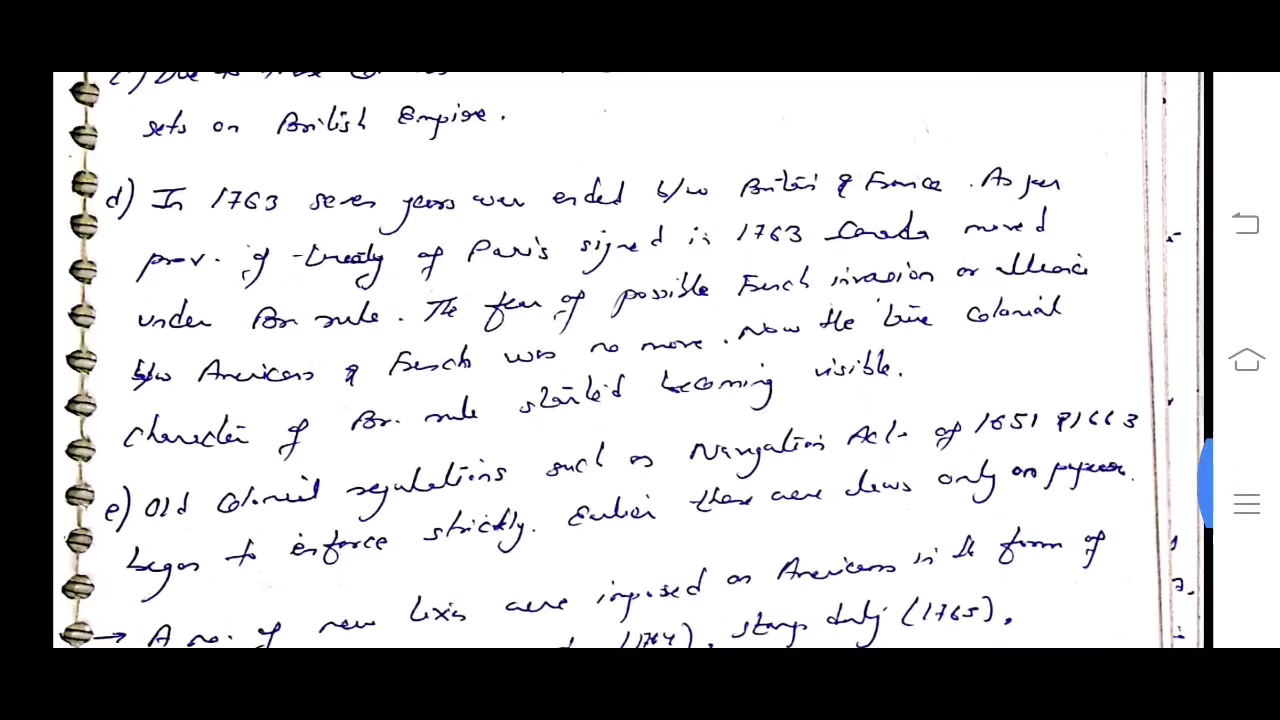 sets on British Empire.
d) In 1763 seven years war ended b/w Britain & France. As per
prov. of treaty of Paris signed in 1763 Canada moved
under Br. rule. The fear of possible French invasion or
b/w Americans & French was no more. Now the true colonial
character of Br. rule started becoming visible.
e) Old Colonial regulations such as Navigation Acts of 1651 & 1663
began to enforce strictly. Earlier these were laws only on paper.
→ A no. of new taxes were imposed on Americans in the form of
(1764), stamp duty (1765).